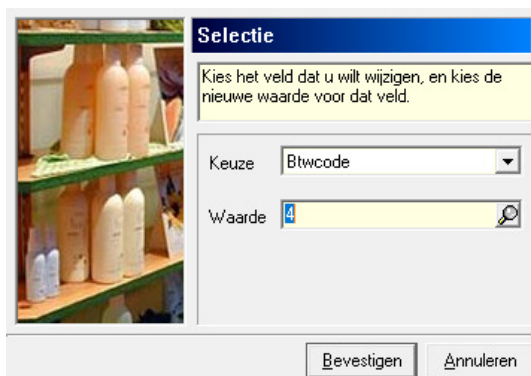 Selectie
Kies het veld dat u wilt wijzigen, en kies de
nieuwe waarde voor dat veld.
Keuze Btwcode
Waarde 4
Bevestigen Annuleren